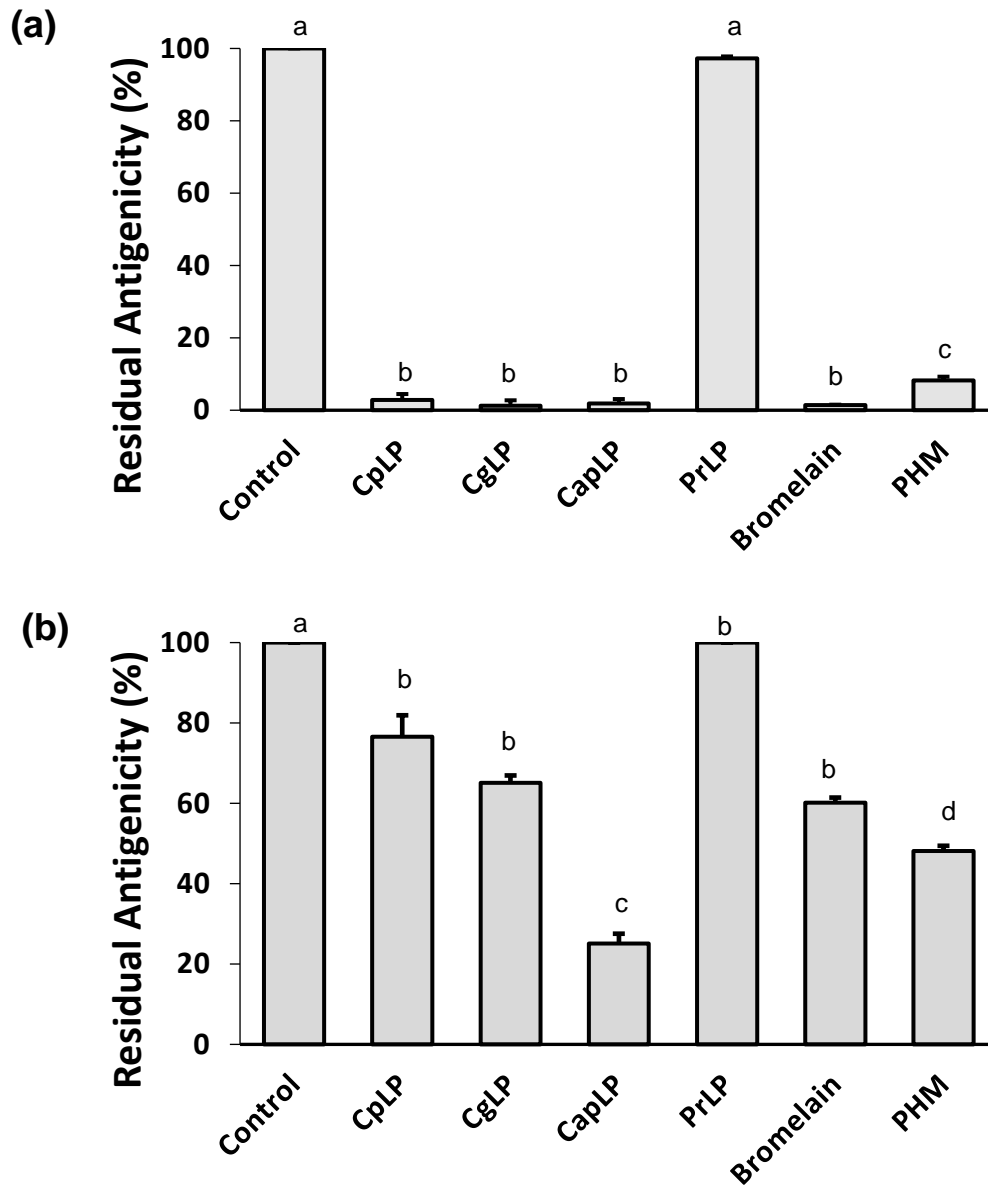 (a)
Residual Antigenicity (%)
100
80
60
40
20
0
a
b
b
b
a
b
c
Control
CpLP
CgLP
CapLP
PrLP
Bromelain
PHM
(b)
Residual Antigenicity (%)
100
80
60
40
20
0
a
b
b
c
b
b
d
Control
CpLP
CgLP
CapLP
PrLP
Bromelain
PHM